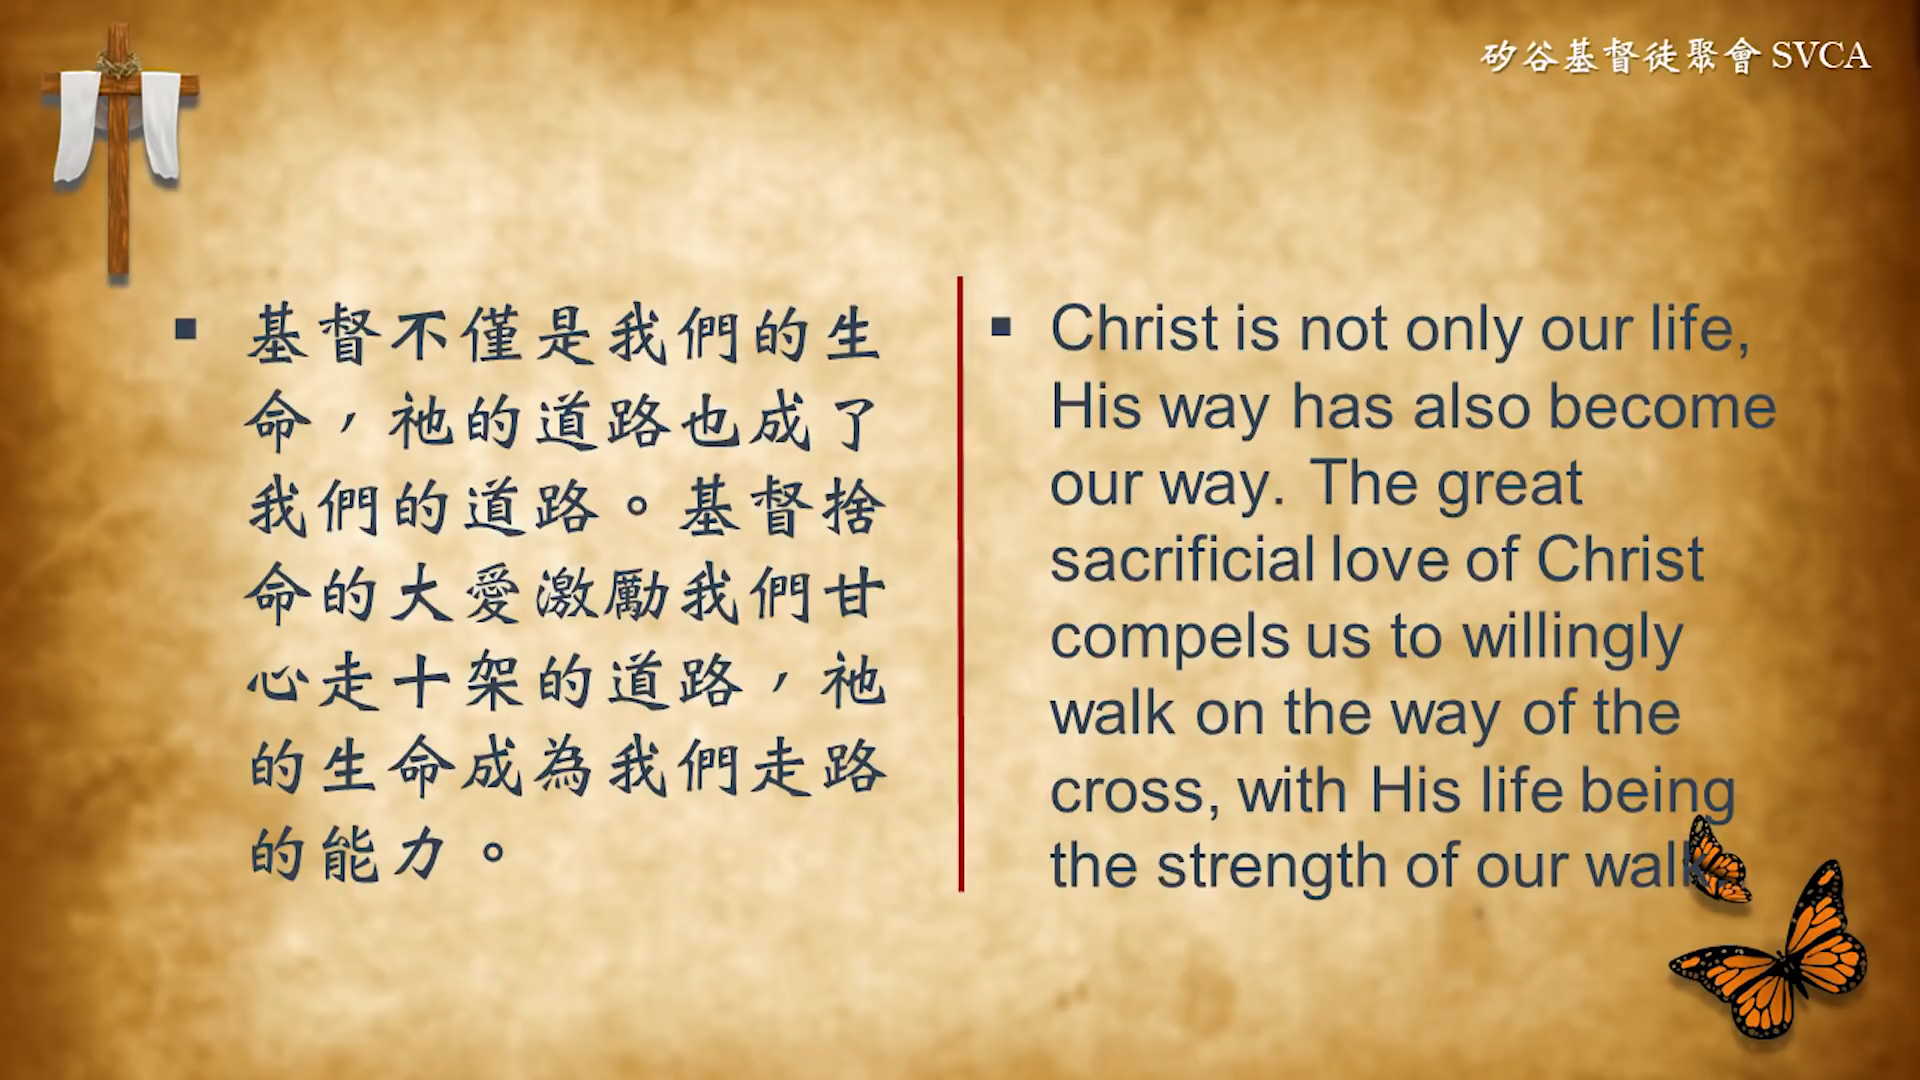 矽谷基督徒聚會 SVCA
▪ 基督不僅是我們的生
命，祂的道路也成了
我們的道路。基督捨
命的大愛激勵我們甘
心走十架的道路，祂
的生命成為我們走路
的能力。
▪ Christ is not only our life,
His way has also become
our way. The great
sacrificial love of Christ
compels us to willingly
walk on the way of the
cross, with His life being
the strength of our walk.